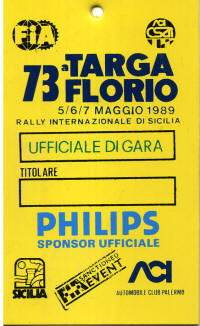 FIA
ACI
CSAI
73ª TARGA
FLORIO
5/6/7 MAGGIO 1989
RALLY INTERNAZIONALE DI SICILIA
UFFICIALE DI GARA
TITOLARE
PHILIPS
SPONSOR UFFICIALE
FIA SANCTIONED
EVENT
SICILIA
ACI
AUTOMOBILE CLUB PALERMO